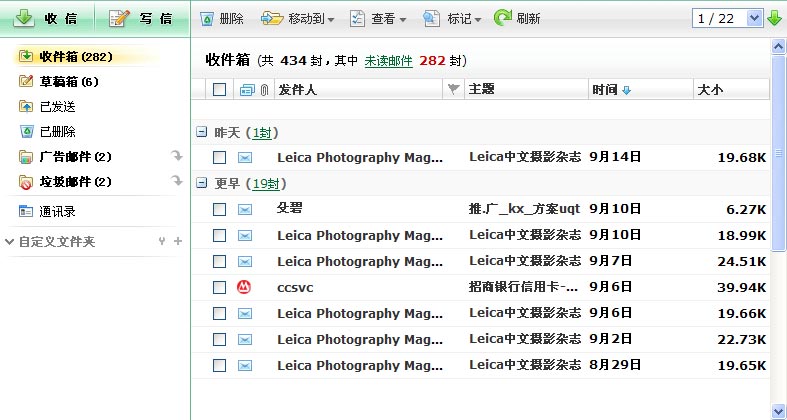 收 信 写 信 删除 移动到 查看 标记 刷新 1 / 22
收件箱(282)
草稿箱(6)
已发送
已删除
广告邮件(2)
垃圾邮件(2)
通讯录
自定义文件夹
收件箱 (共 434 封,其中 未读邮件 282 封)
发件人 主题 时间 大小
昨天 (1封)
Leica Photography Mag... Leica中文摄影杂志 9月14日 19.68K
更早 (19封)
殳碧 推.广_kx_方案uqt 9月10日 6.27K
Leica Photography Mag... Leica中文摄影杂志 9月10日 18.99K
Leica Photography Mag... Leica中文摄影杂志 9月7日 24.51K
ccsvc 招商银行信用卡-... 9月6日 39.94K
Leica Photography Mag... Leica中文摄影杂志 9月6日 19.66K
Leica Photography Mag... Leica中文摄影杂志 9月2日 22.73K
Leica Photography Mag... Leica中文摄影杂志 8月29日 19.65K